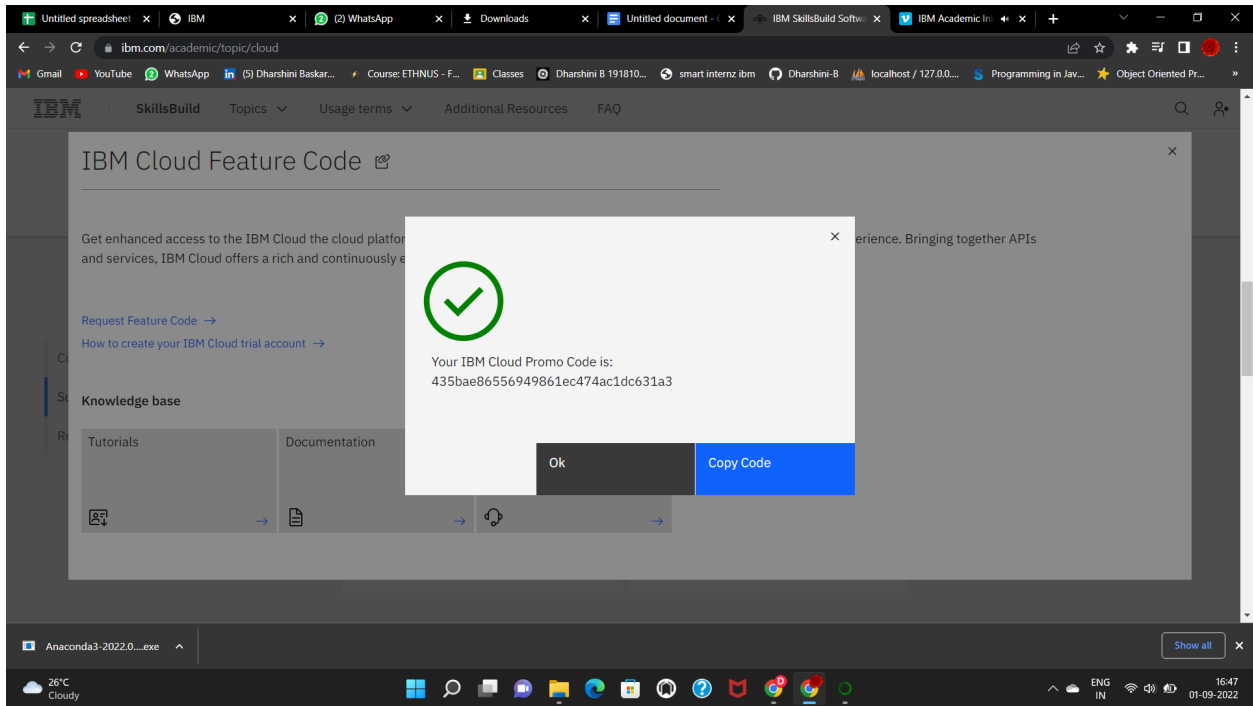 Untitled spreadsheet
IBM
(2) WhatsApp
Downloads
Untitled document - G
IBM SkillsBuild Softwa
IBM Academic Ini
ibm.com/academic/topic/cloud
Gmail
YouTube
WhatsApp
(5) Dharshini Baskar...
Course: ETHNUS - F...
Classes
Dharshini B 191810...
smart internz ibm
Dharshini-B
localhost / 127.0.0....
Programming in Jav...
Object Oriented Pr...
»
IBM
SkillsBuild
Topics
Usage terms
Additional Resources
FAQ
IBM Cloud Feature Code
Get enhanced access to the IBM Cloud the cloud platfor
erience. Bringing together APIs
and services, IBM Cloud offers a rich and continuously e
Request Feature Code →
How to create your IBM Cloud trial account →
Your IBM Cloud Promo Code is:
435bae86556949861ec474ac1dc631a3
Ok
Copy Code
Knowledge base
Tutorials
Documentation
Anaconda3-2022.0....exe
Show all
26°C
Cloudy
ENG
IN
16:47
01-09-2022